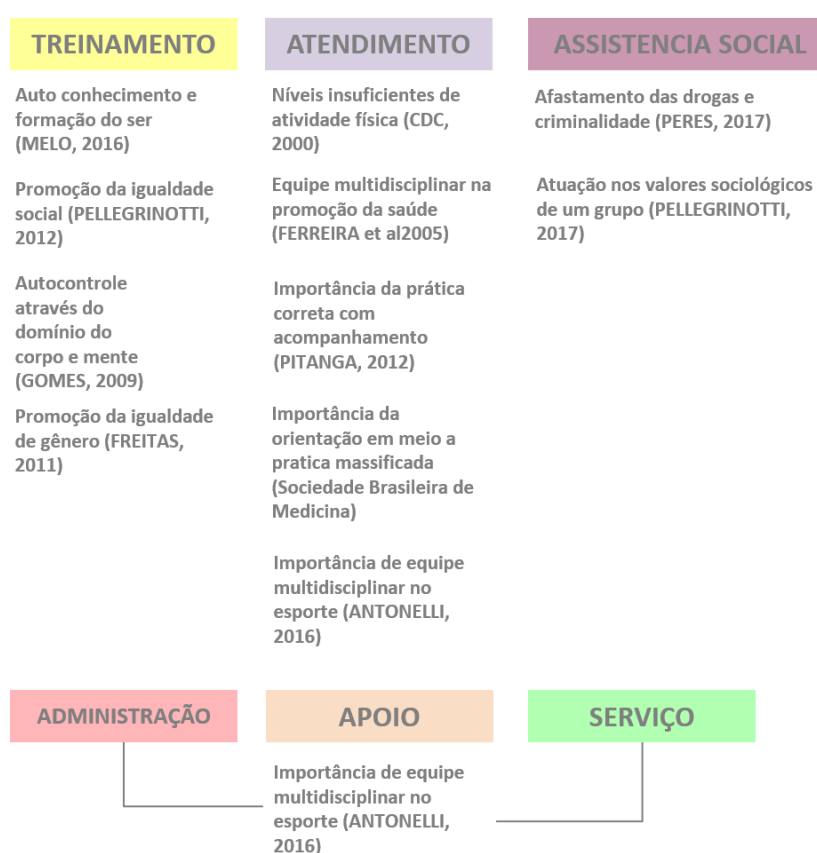 TREINAMENTO
Auto conhecimento e
formação do ser
(MELO, 2016)
Promoção da igualdade
social (PELLEGRINOTTI,
2012)
Autocontrole
através do
domínio do
corpo e mente
(GOMES, 2009)
Promoção da igualdade
de gênero (FREITAS,
2011)
ATENDIMENTO
Níveis insuficientes de
atividade física (CDC,
2000)
Equipe multidisciplinar na
promoção da saúde
(FERREIRA et al2005)
Importância da prática
correta com
acompanhamento
(PITANGA, 2012)
Importância da
orientação em meio a
pratica massificada
(Sociedade Brasileira de
Medicina)
Importância de equipe
multidisciplinar no
esporte (ANTONELLI,
2016)
ASSISTENCIA SOCIAL
Afastamento das drogas e
criminalidade (PERES, 2017)
Atuação nos valores sociológicos
de um grupo (PELLEGRINOTTI,
2017)
ADMINISTRAÇÃO
APOIO
Importância de equipe
multidisciplinar no
esporte (ANTONELLI,
2016)
SERVIÇO